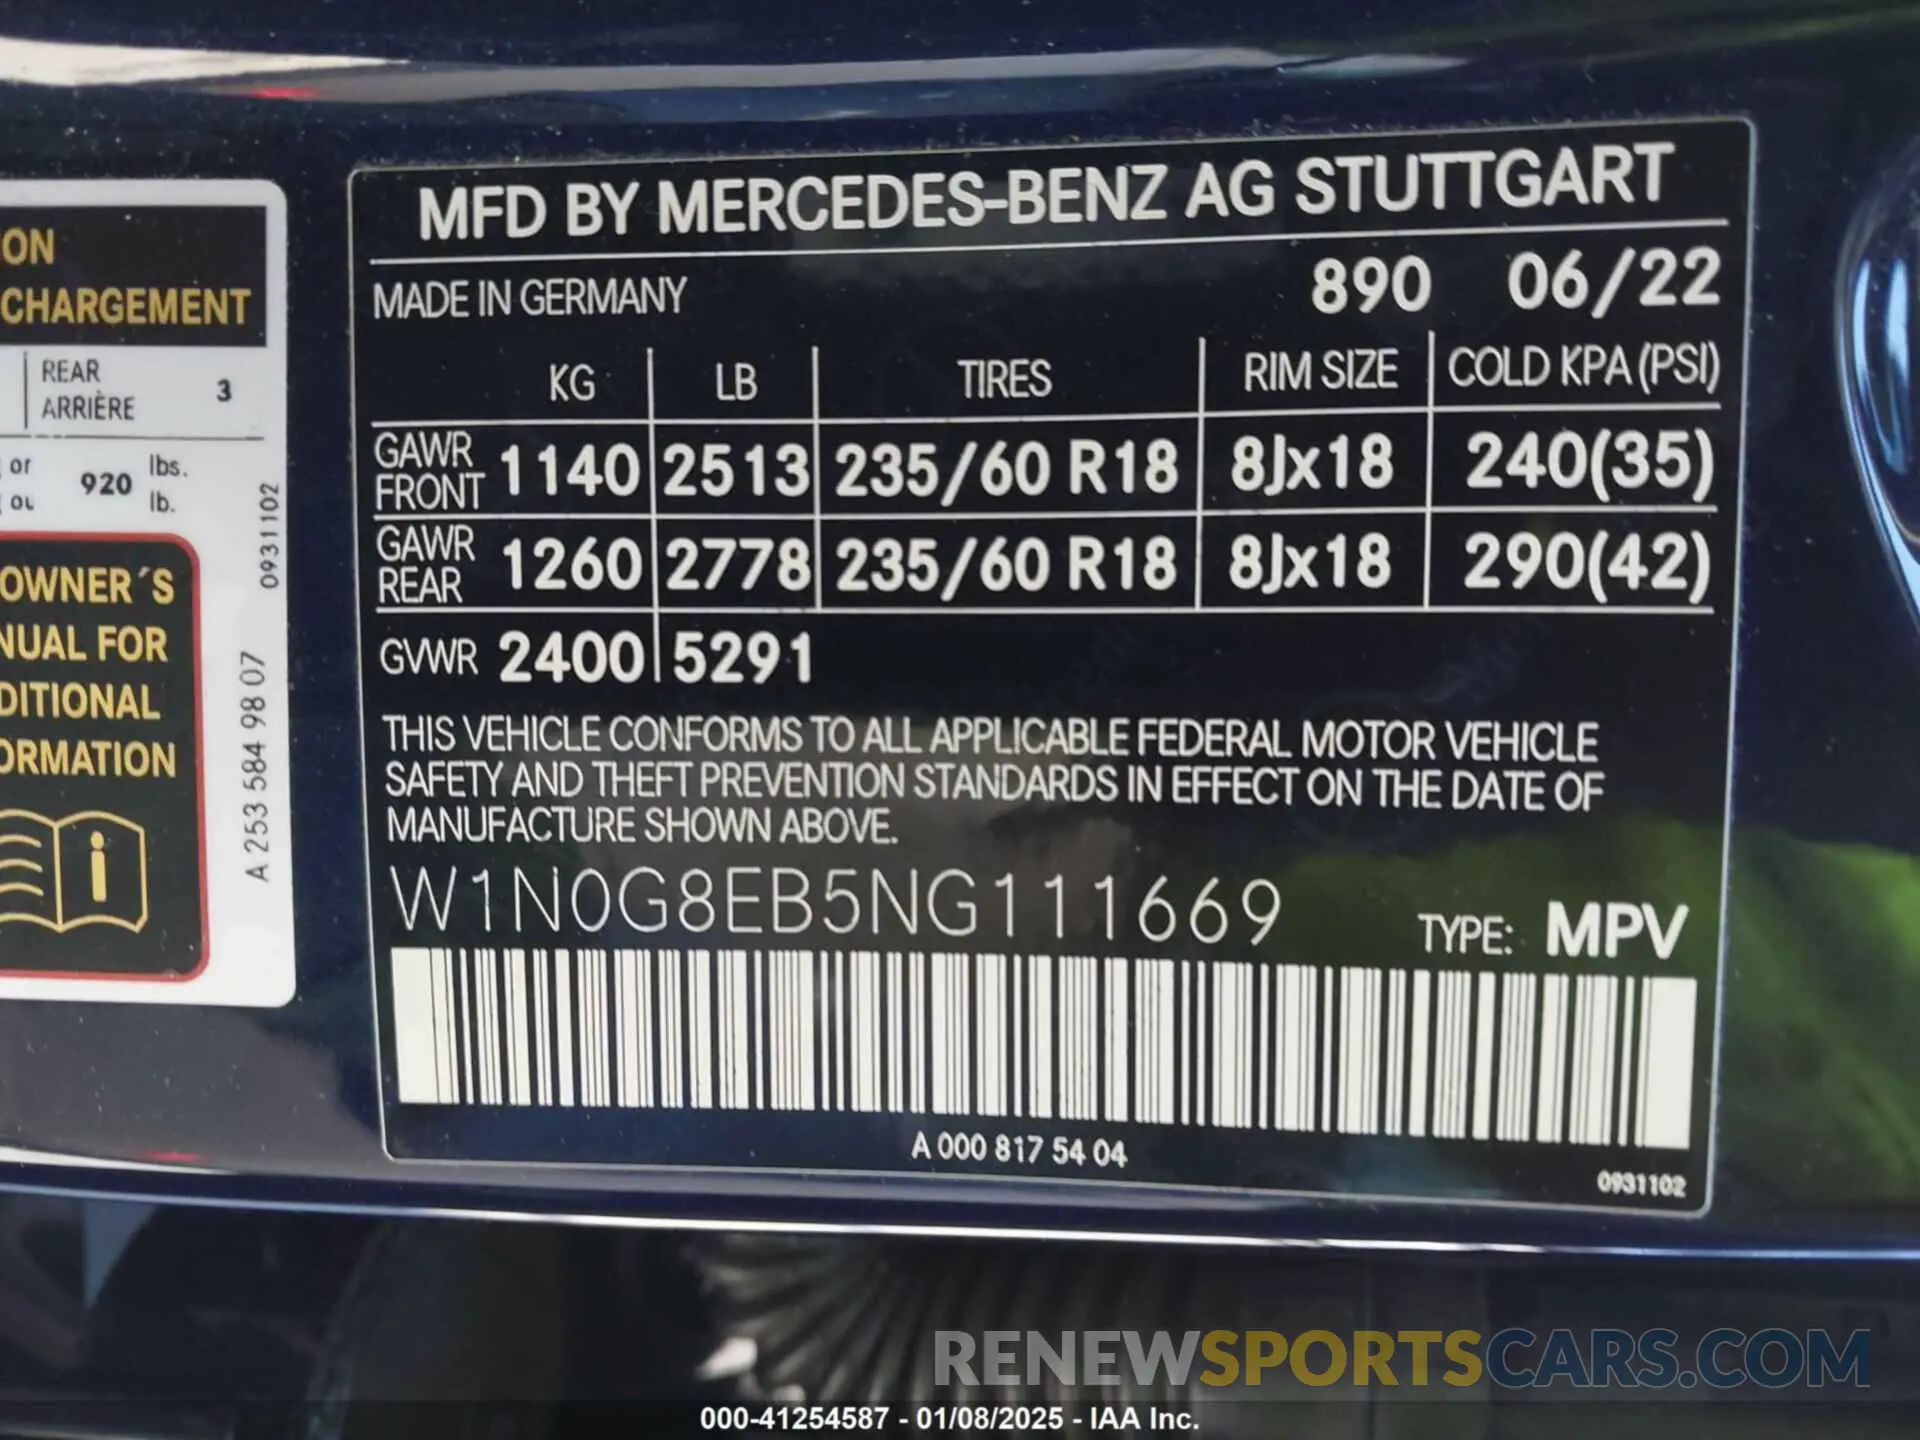 ON
CHARGEMENT
REAR
ARRIÈRE 3
or 920 lbs.
ou lb.
0931102
OWNER´S
NUAL FOR
DITIONAL
ORMATION
A 253 584 98 07
MFD BY MERCEDES-BENZ AG STUTTGART
MADE IN GERMANY 890 06/22
KG LB TIRES RIM SIZE COLD KPA (PSI)
GAWR FRONT 1140 2513 235/60 R18 8Jx18 240(35)
GAWR REAR 1260 2778 235/60 R18 8Jx18 290(42)
GVWR 2400 5291
THIS VEHICLE CONFORMS TO ALL APPLICABLE FEDERAL MOTOR VEHICLE
SAFETY AND THEFT PREVENTION STANDARDS IN EFFECT ON THE DATE OF
MANUFACTURE SHOWN ABOVE.
W1N0G8EB5NG111669 TYPE: MPV
A 000 817 54 04
0931102
RENEWSPORTSCARS.COM
000-41254587 - 01/08/2025 - IAA Inc.